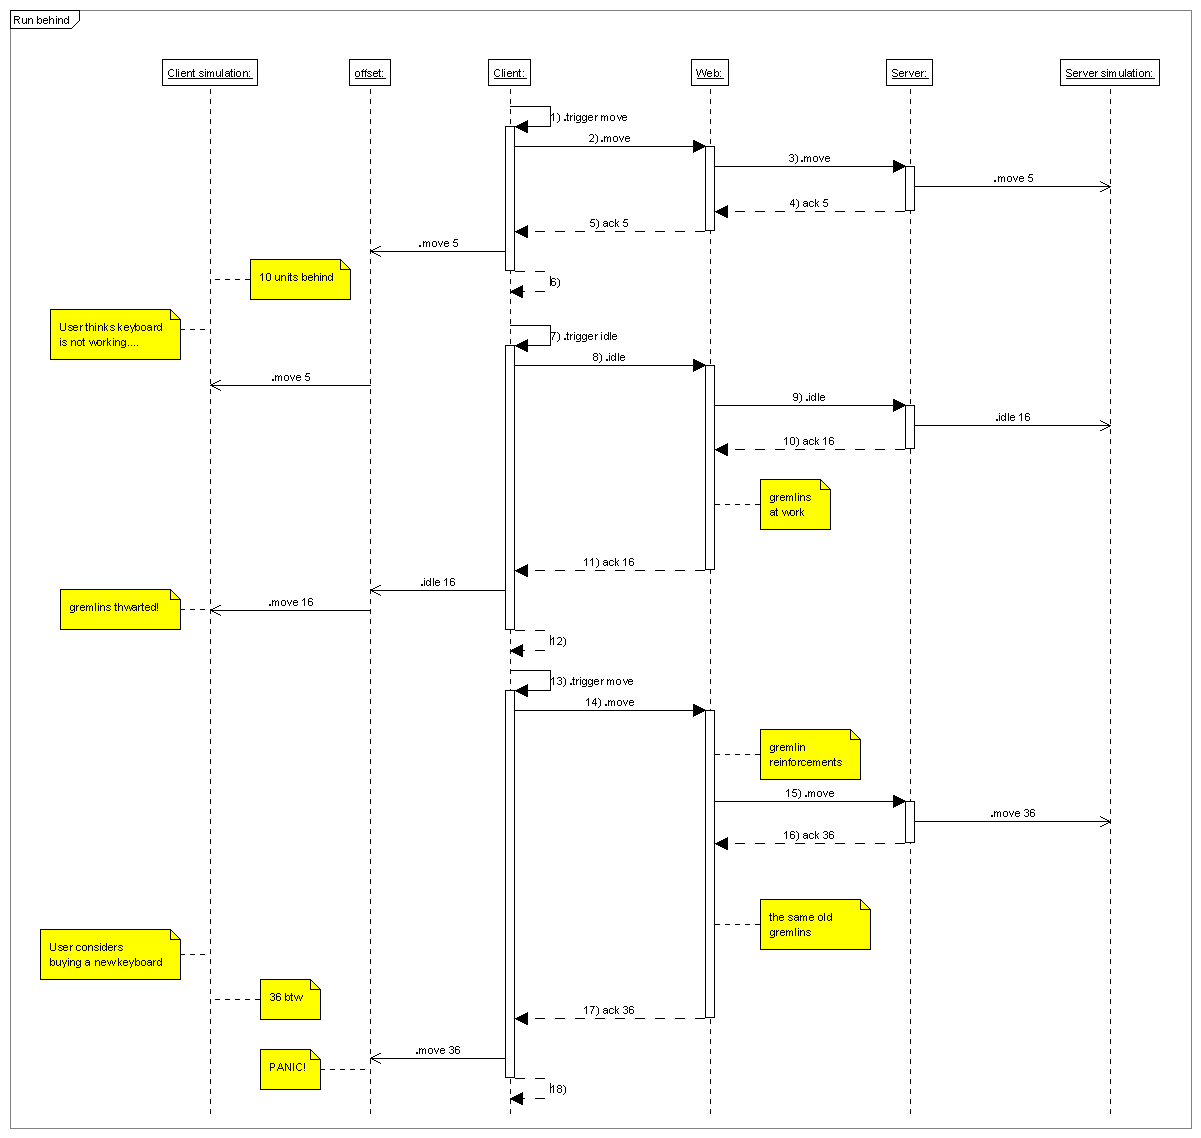 Run behind
Client simulation:
offset:
Client:
Web:
Server:
Server simulation:
1) .trigger move
2) .move
3) .move
.move 5
4) ack 5
5) ack 5
.move 5
10 units behind
6)
User thinks keyboard
is not working....
7) .trigger idle
8) .idle
.move 5
9) .idle
.idle 16
10) ack 16
gremlins
at work
11) ack 16
.idle 16
gremlins thwarted!
.move 16
12)
13) .trigger move
14) .move
gremlin
reinforcements
15) .move
.move 36
16) ack 36
the same old
gremlins
User considers
buying a new keyboard
36 btw
17) ack 36
.move 36
PANIC!
18)